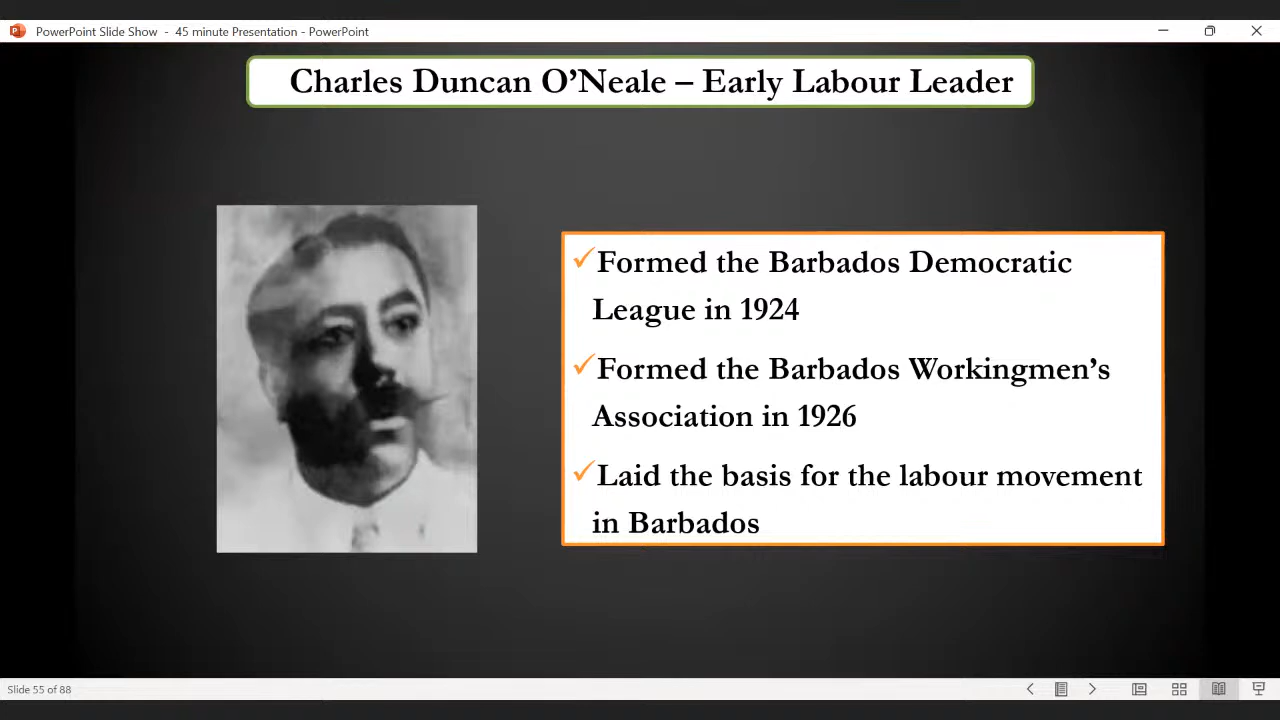 PowerPoint Slide Show - 45 minute Presentation - PowerPoint
Charles Duncan O’Neale – Early Labour Leader
✓Formed the Barbados Democratic
League in 1924
✓Formed the Barbados Workingmen’s
Association in 1926
✓Laid the basis for the labour movement
in Barbados
Slide 55 of 88